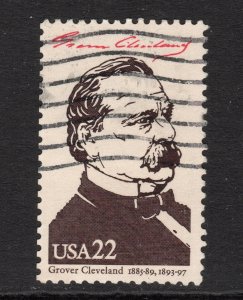 Grover Cleveland
USA22
Grover Cleveland 1885-89, 1893-97